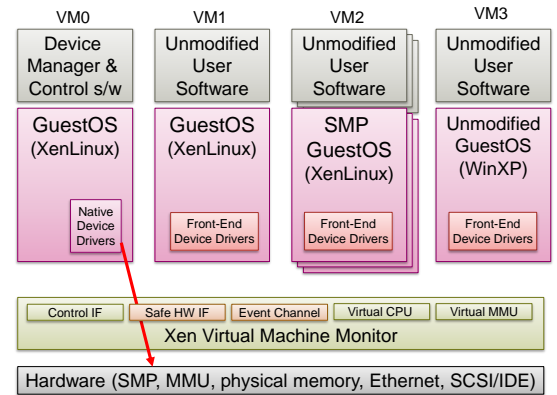 VM0
VM1
VM2
VM3
Device
Manager &
Control s/w
Unmodified
User
Software
Unmodified
User
Software
Unmodified
User
Software
GuestOS
(XenLinux)
GuestOS
(XenLinux)
SMP
GuestOS
(XenLinux)
Unmodified
GuestOS
(WinXP)
Native
Device
Drivers
Front-End
Device Drivers
Front-End
Device Drivers
Front-End
Device Drivers
Control IF
Safe HW IF
Event Channel
Virtual CPU
Virtual MMU
Xen Virtual Machine Monitor
Hardware (SMP, MMU, physical memory, Ethernet, SCSI/IDE)